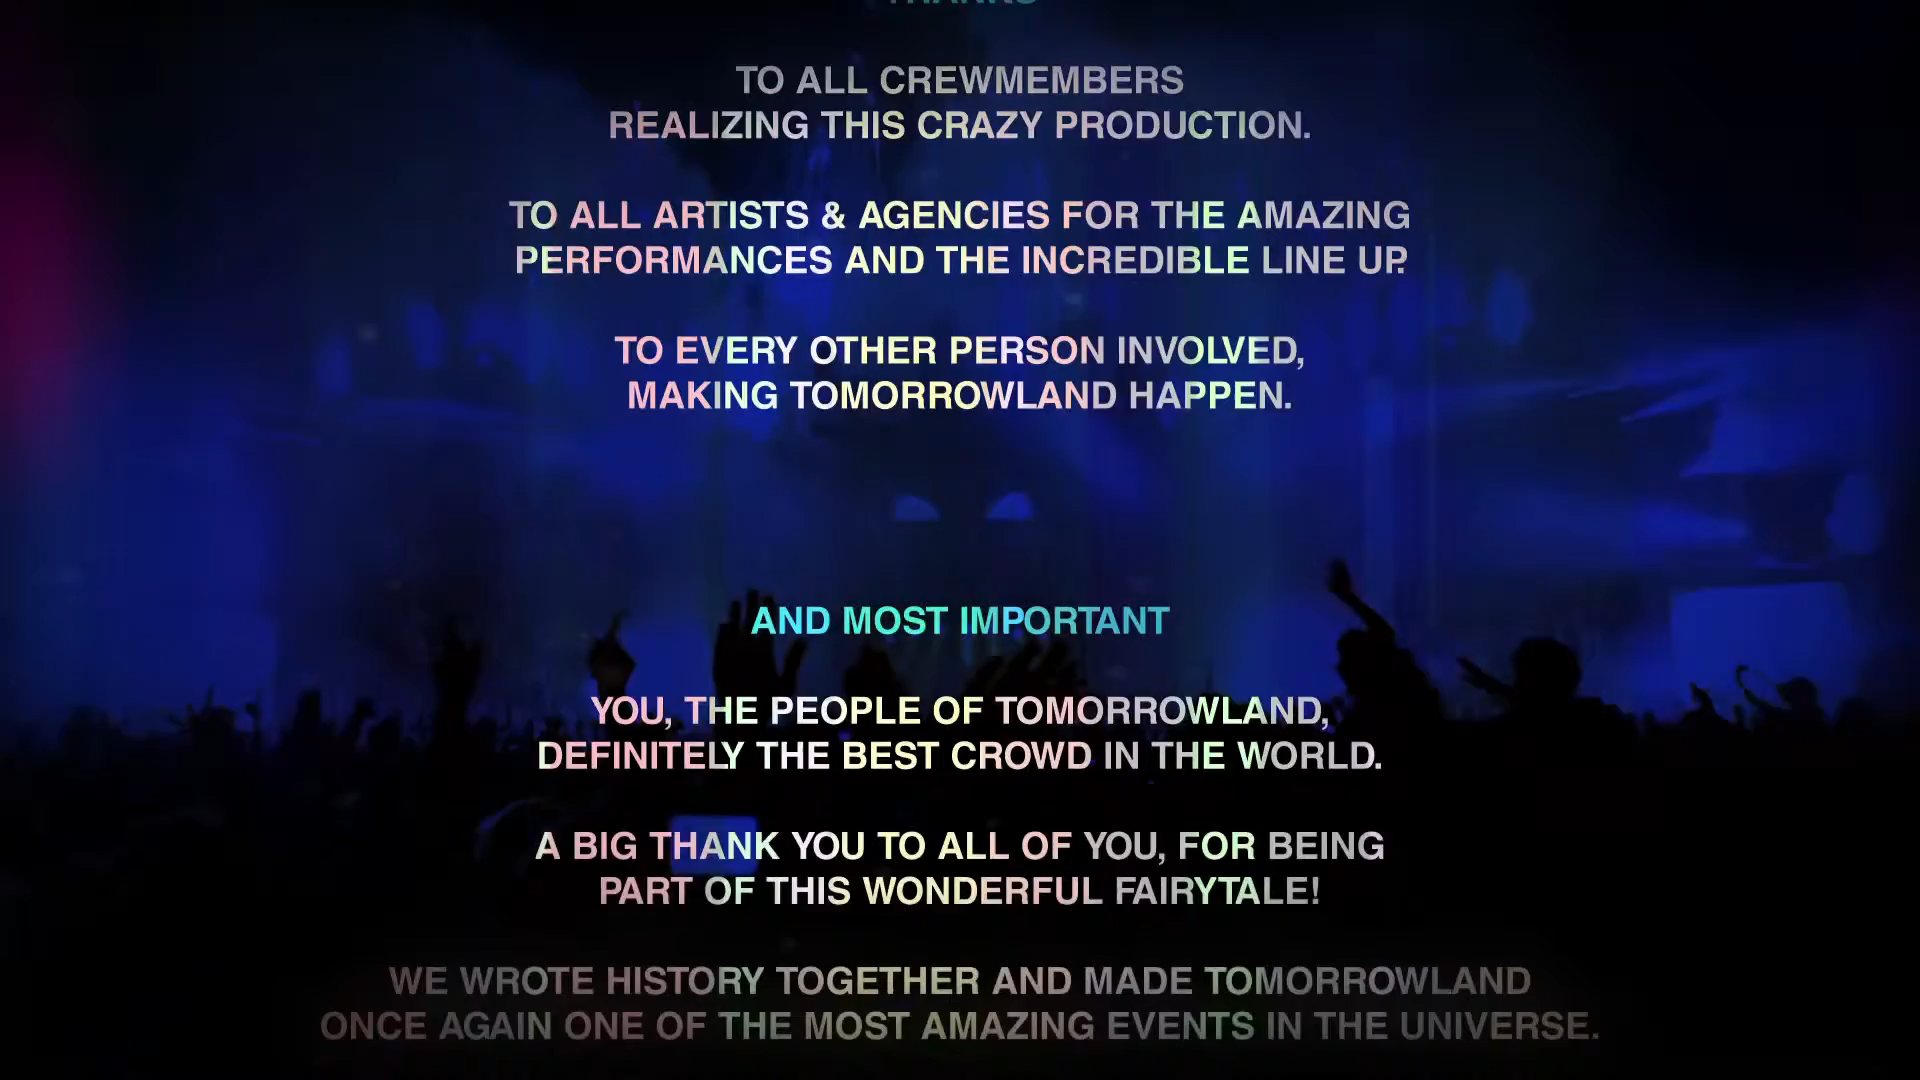 THANKS
TO ALL CREWMEMBERS
REALIZING THIS CRAZY PRODUCTION.
TO ALL ARTISTS & AGENCIES FOR THE AMAZING
PERFORMANCES AND THE INCREDIBLE LINE UP.
TO EVERY OTHER PERSON INVOLVED,
MAKING TOMORROWLAND HAPPEN.
AND MOST IMPORTANT
YOU, THE PEOPLE OF TOMORROWLAND,
DEFINITELY THE BEST CROWD IN THE WORLD.
A BIG THANK YOU TO ALL OF YOU, FOR BEING
PART OF THIS WONDERFUL FAIRYTALE!
WE WROTE HISTORY TOGETHER AND MADE TOMORROWLAND
ONCE AGAIN ONE OF THE MOST AMAZING EVENTS IN THE UNIVERSE.